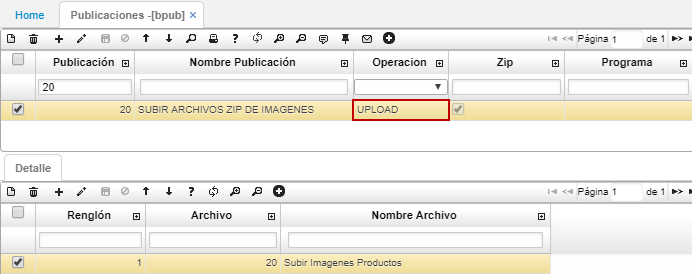 Home Publicaciones -[bpub] ×
Página 1 de 1
Publicación Nombre Publicación Operacion Zip Programa
20
20 SUBIR ARCHIVOS ZIP DE IMAGENES UPLOAD
Detalle
Página 1 de 1
Renglón Archivo Nombre Archivo
1 20 Subir Imagenes Productos